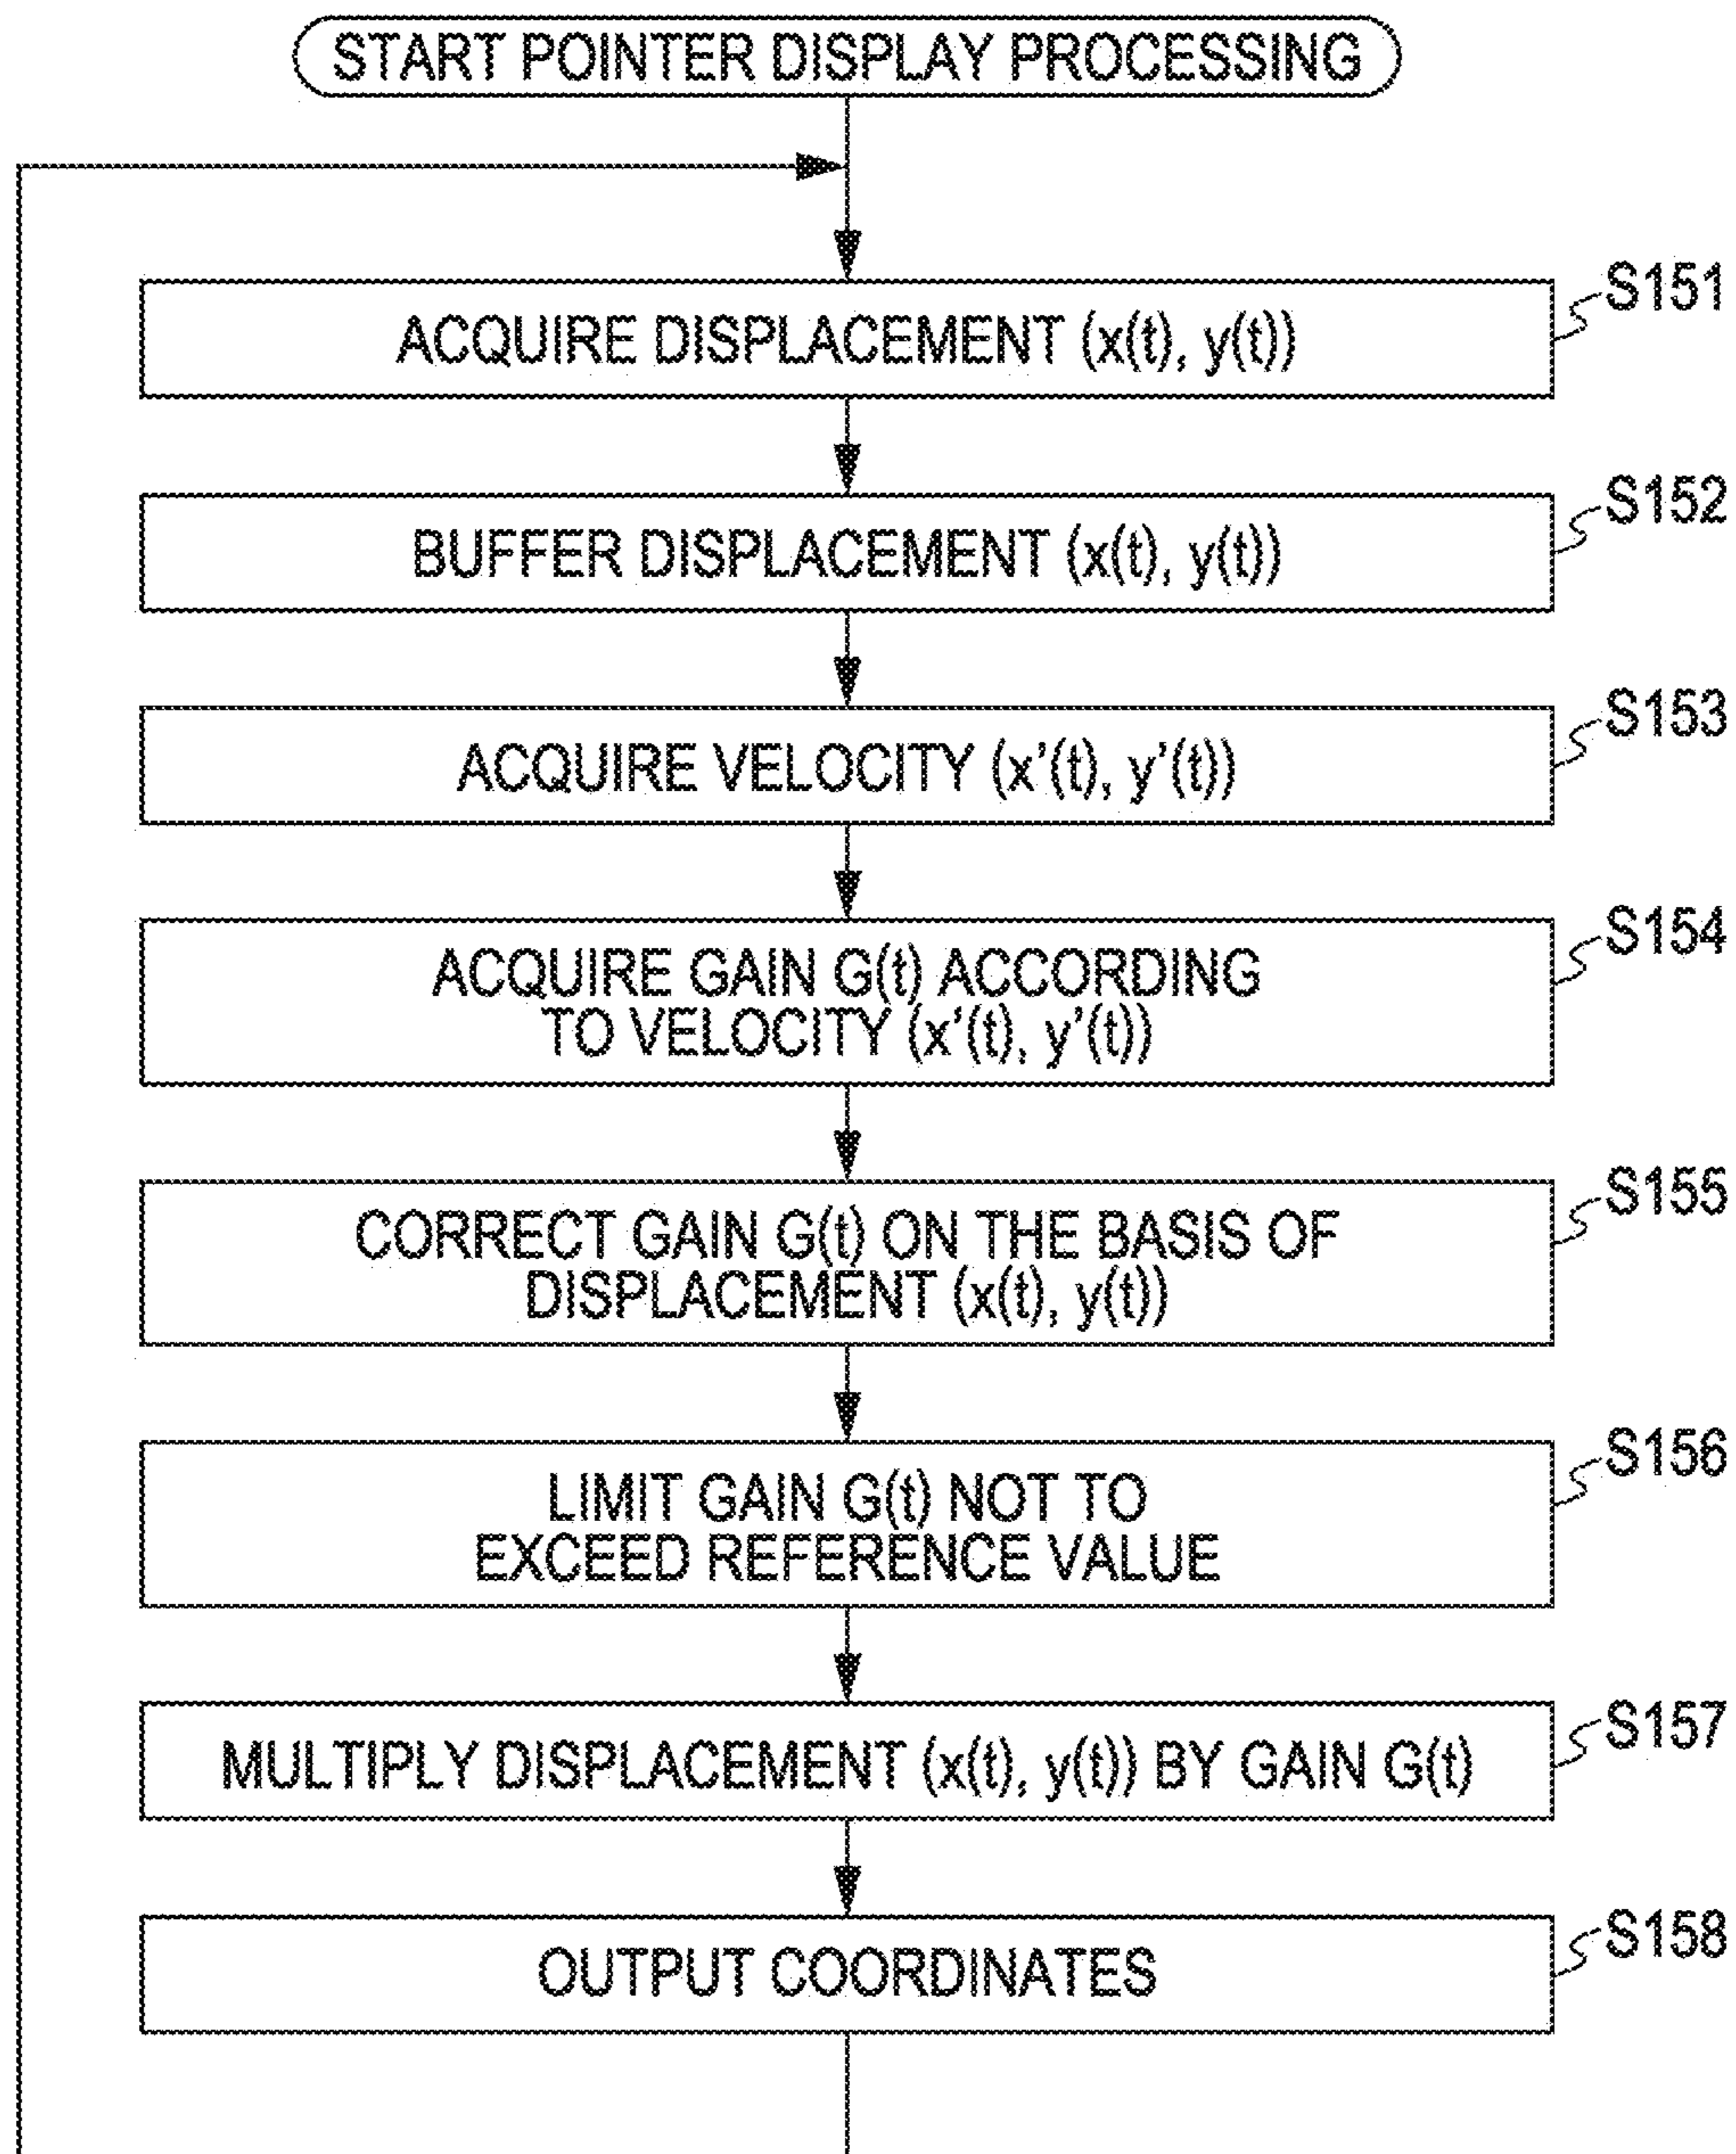 START POINTER DISPLAY PROCESSING
S151
ACQUIRE DISPLACEMENT (x(t), y(t))
S152
BUFFER DISPLACEMENT (x(t), y(t))
S153
ACQUIRE VELOCITY (x'(t), y'(t))
S154
ACQUIRE GAIN G(t) ACCORDING
TO VELOCITY (x'(t), y'(t))
S155
CORRECT GAIN G(t) ON THE BASIS OF
DISPLACEMENT (x(t), y(t))
S156
LIMIT GAIN G(t) NOT TO
EXCEED REFERENCE VALUE
S157
MULTIPLY DISPLACEMENT (x(t), y(t)) BY GAIN G(t)
S158
OUTPUT COORDINATES